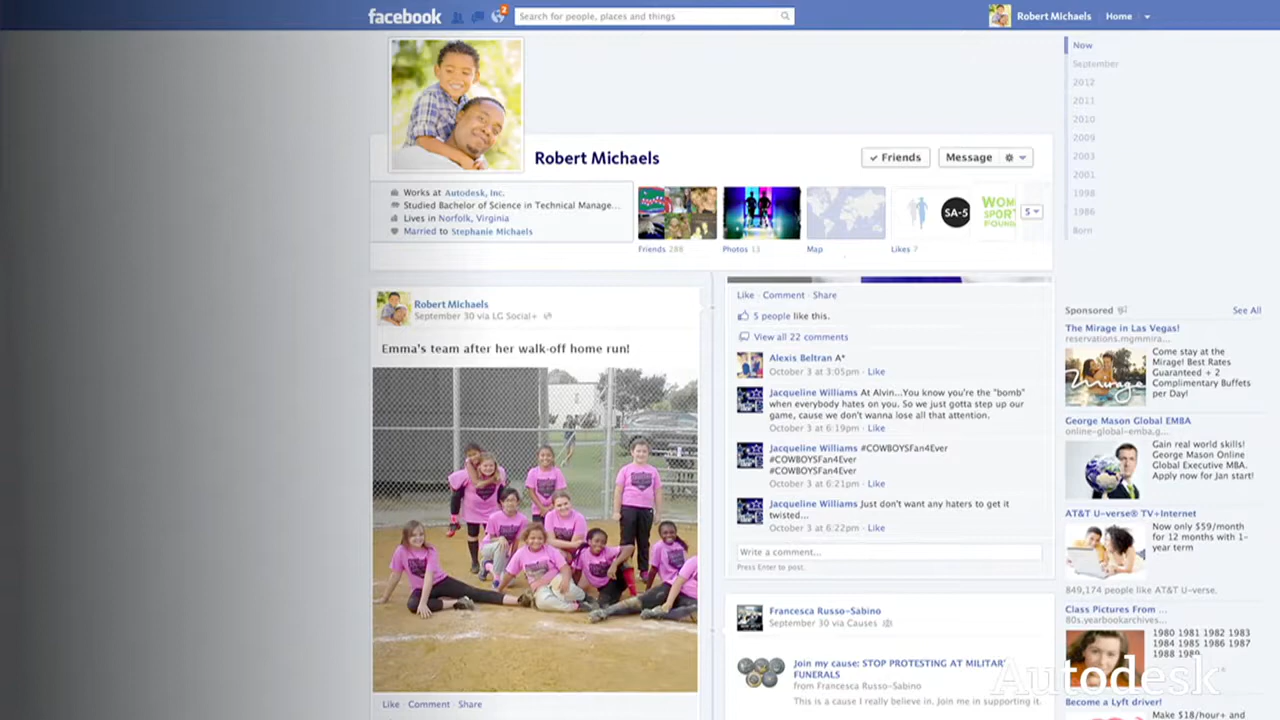 facebook
2
Search for people, places and things
Robert Michaels
Home
Now
September
2012
2011
2010
2009
2003
2001
1998
1986
Born
Robert Michaels
Friends
Message
Works at Autodesk, Inc.
Studied Bachelor of Science in Technical Manage...
Lives in Norfolk, Virginia
Married to Stephanie Michaels
SA-5
WOM
SPORT
FOUND
5
Friends 288
Photos 13
Map
Likes 7
Robert Michaels
September 30 via LG Social+
Emma's team after her walk-off home run!
Like · Comment · Share
Like · Comment · Share
5 people like this.
View all 22 comments
Alexis Beltran A*
October 3 at 3:05pm · Like
Jacqueline Williams At Alvin...You know you're the "bomb"
when everybody hates on you. So we just gotta step up our
game, cause we don't wanna lose all that attention.
October 3 at 6:19pm · Like
Jacqueline Williams #COWBOYSFan4Ever
#COWBOYSFan4Ever
#COWBOYSFan4Ever
October 3 at 6:21pm · Like
Jacqueline Williams Just don't want any haters to get it
twisted...
October 3 at 6:22pm · Like
Write a comment...
Press Enter to post.
Francesca Russo-Sabino
September 30 via Causes
Join my cause: STOP PROTESTING AT MILITAR
FUNERALS
from Francesca Russo-Sabino
This is a cause I really believe in. Join me in supporting it.
Sponsored
See All
The Mirage in Las Vegas!
reservations.mgmmira...
Mirage
Come stay at the
Mirage! Best Rates
Guaranteed + 2
Complimentary Buffets
per Day!
George Mason Global EMBA
online-global-emba.g...
Gain real world skills!
George Mason Online
Global Executive MBA.
Apply now for Jan start!
AT&T U-verse® TV+Internet
Now only $59/month
for 12 months with 1-
year term
849,174 people like AT&T U-verse.
Class Pictures From ...
80s.yearbookarchives...
1980 1981 1982 1983
1984 1985 1986 1987
1988 1989
Autodesk
Become a Lyft driver!
Make $18/hour+ and